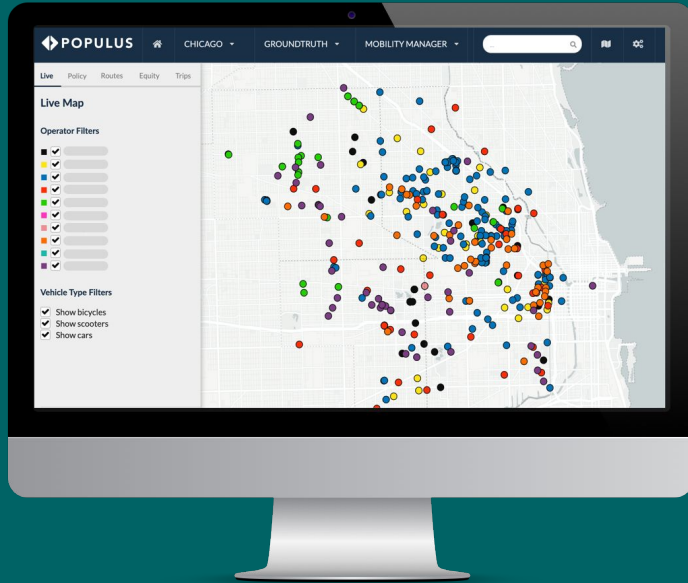 POPULUS
CHICAGO
GROUNDTRUTH
MOBILITY MANAGER
Live Policy Routes Equity Trips
Live Map
Operator Filters
Vehicle Type Filters
Show bicycles
Show scooters
Show cars